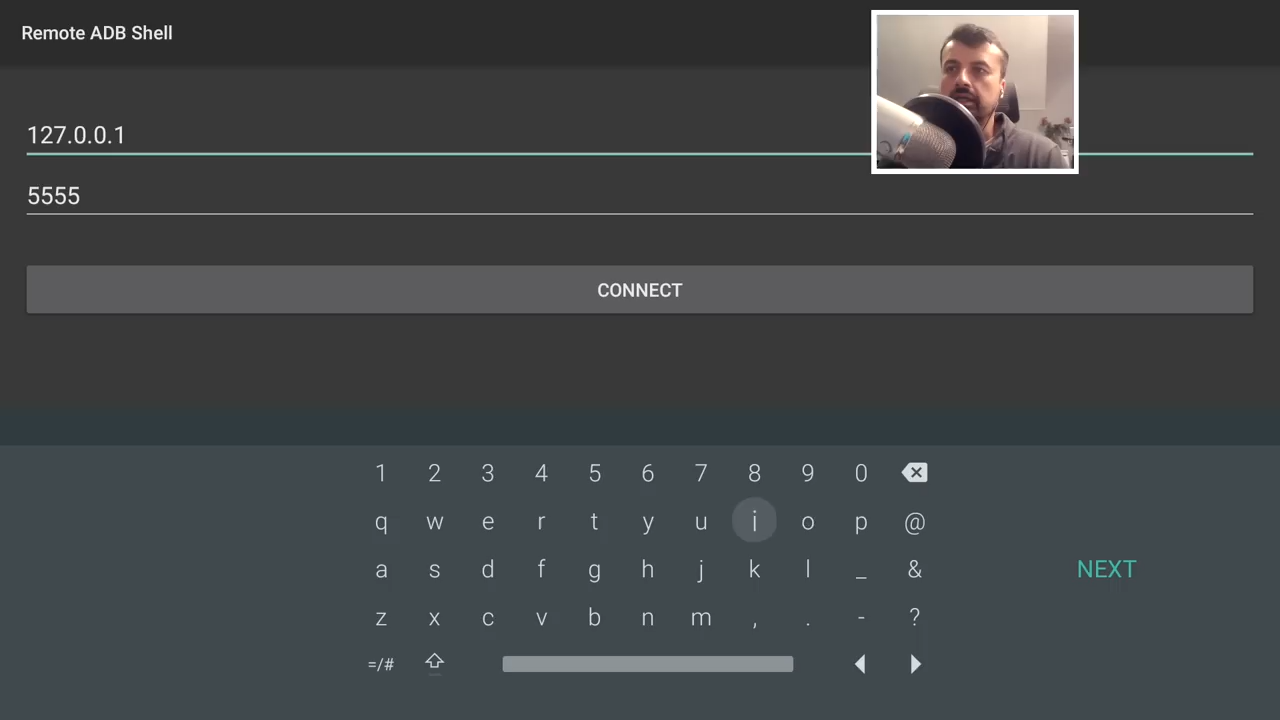 Remote ADB Shell
127.0.0.1
5555
CONNECT
1 2 3 4 5 6 7 8 9 0
q w e r t y u i o p @
a s d f g h j k l _ &
NEXT
z x c v b n m , . - ?
=/#